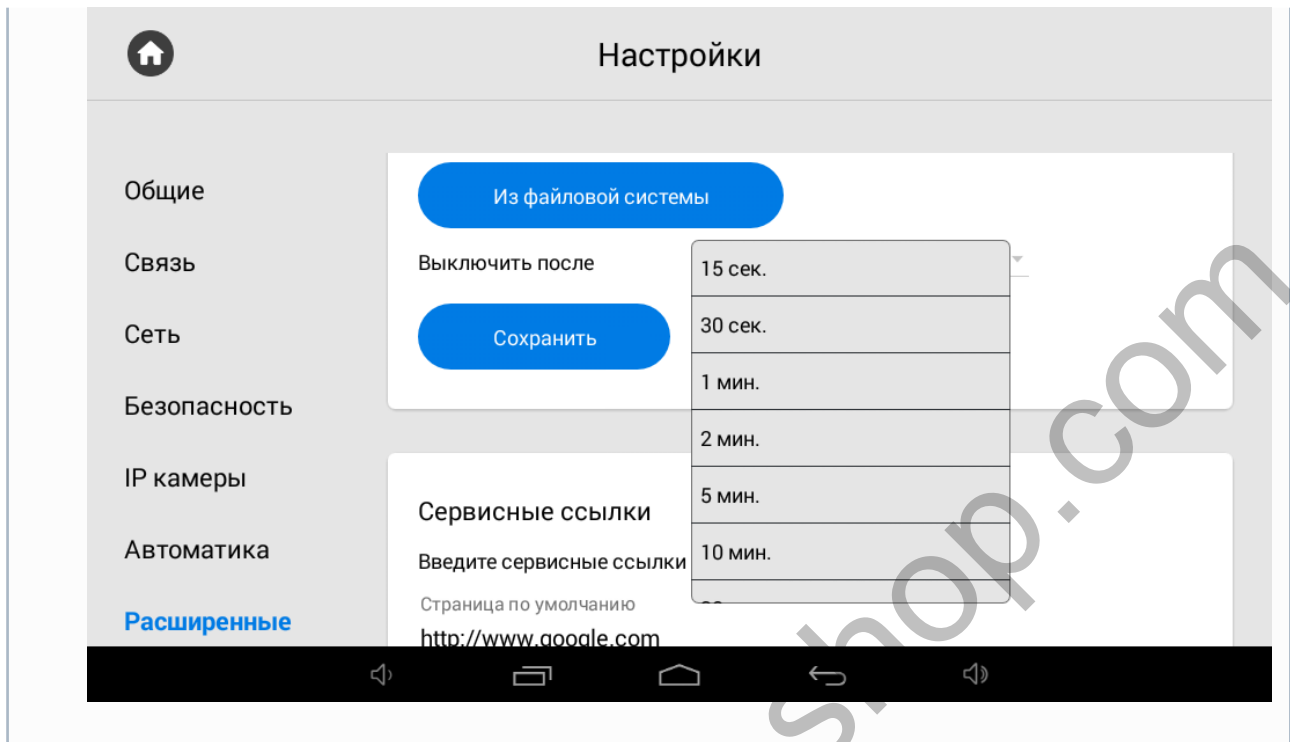 Настройки
Общие
Связь
Сеть
Безопасность
IP камеры
Автоматика
Расширенные
Из файловой системы
Выключить после
15 сек.
30 сек.
1 мин.
2 мин.
5 мин.
10 мин.
Сохранить
Сервисные ссылки
Введите сервисные ссылки
Страница по умолчанию
http://www.google.com
shop.com